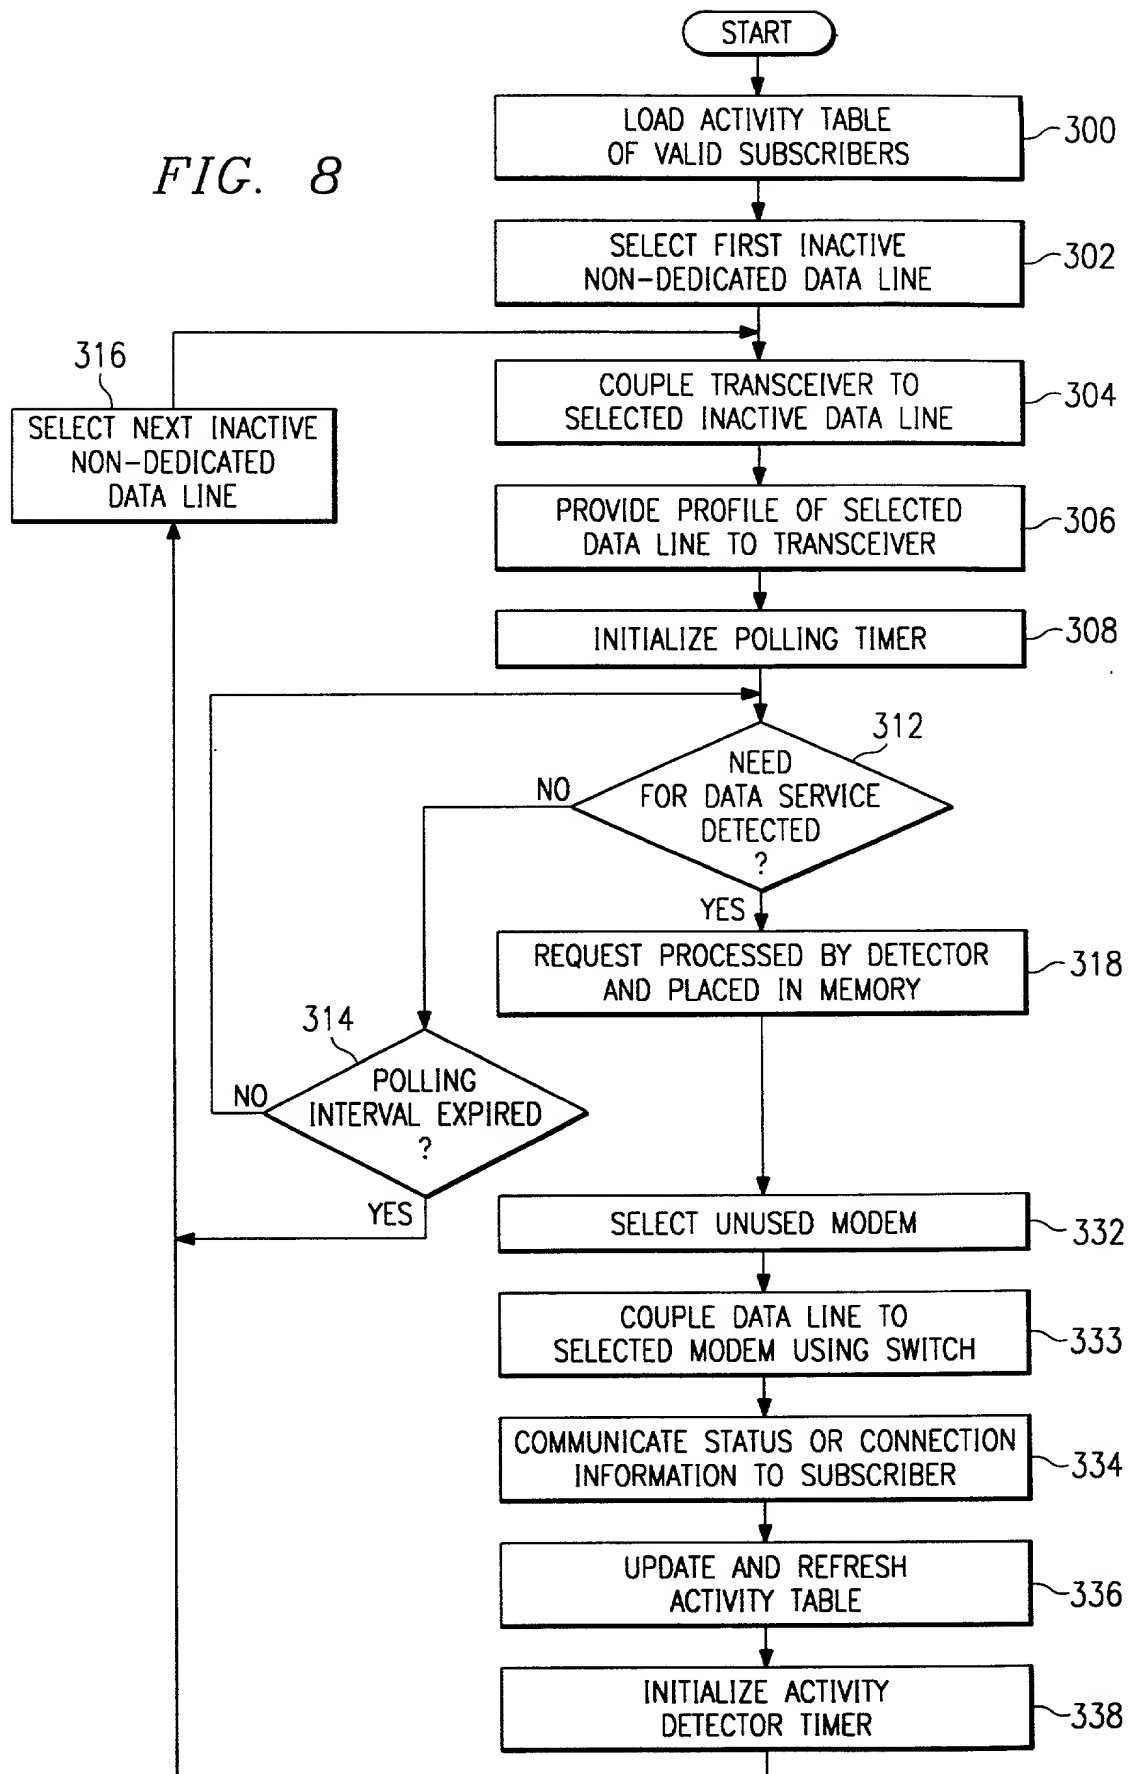 START
LOAD ACTIVITY TABLE
OF VALID SUBSCRIBERS
300
FIG. 8
SELECT FIRST INACTIVE
NON-DEDICATED DATA LINE
302
316
SELECT NEXT INACTIVE
NON-DEDICATED
DATA LINE
COUPLE TRANSCEIVER TO
SELECTED INACTIVE DATA LINE
304
PROVIDE PROFILE OF SELECTED
DATA LINE TO TRANSCEIVER
306
INITIALIZE POLLING TIMER
308
312
NEED
FOR DATA SERVICE
DETECTED
?
NO
YES
REQUEST PROCESSED BY DETECTOR
AND PLACED IN MEMORY
318
314
POLLING
INTERVAL EXPIRED
?
NO
YES
SELECT UNUSED MODEM
332
COUPLE DATA LINE TO
SELECTED MODEM USING SWITCH
333
COMMUNICATE STATUS OR CONNECTION
INFORMATION TO SUBSCRIBER
334
UPDATE AND REFRESH
ACTIVITY TABLE
336
INITIALIZE ACTIVITY
DETECTOR TIMER
338